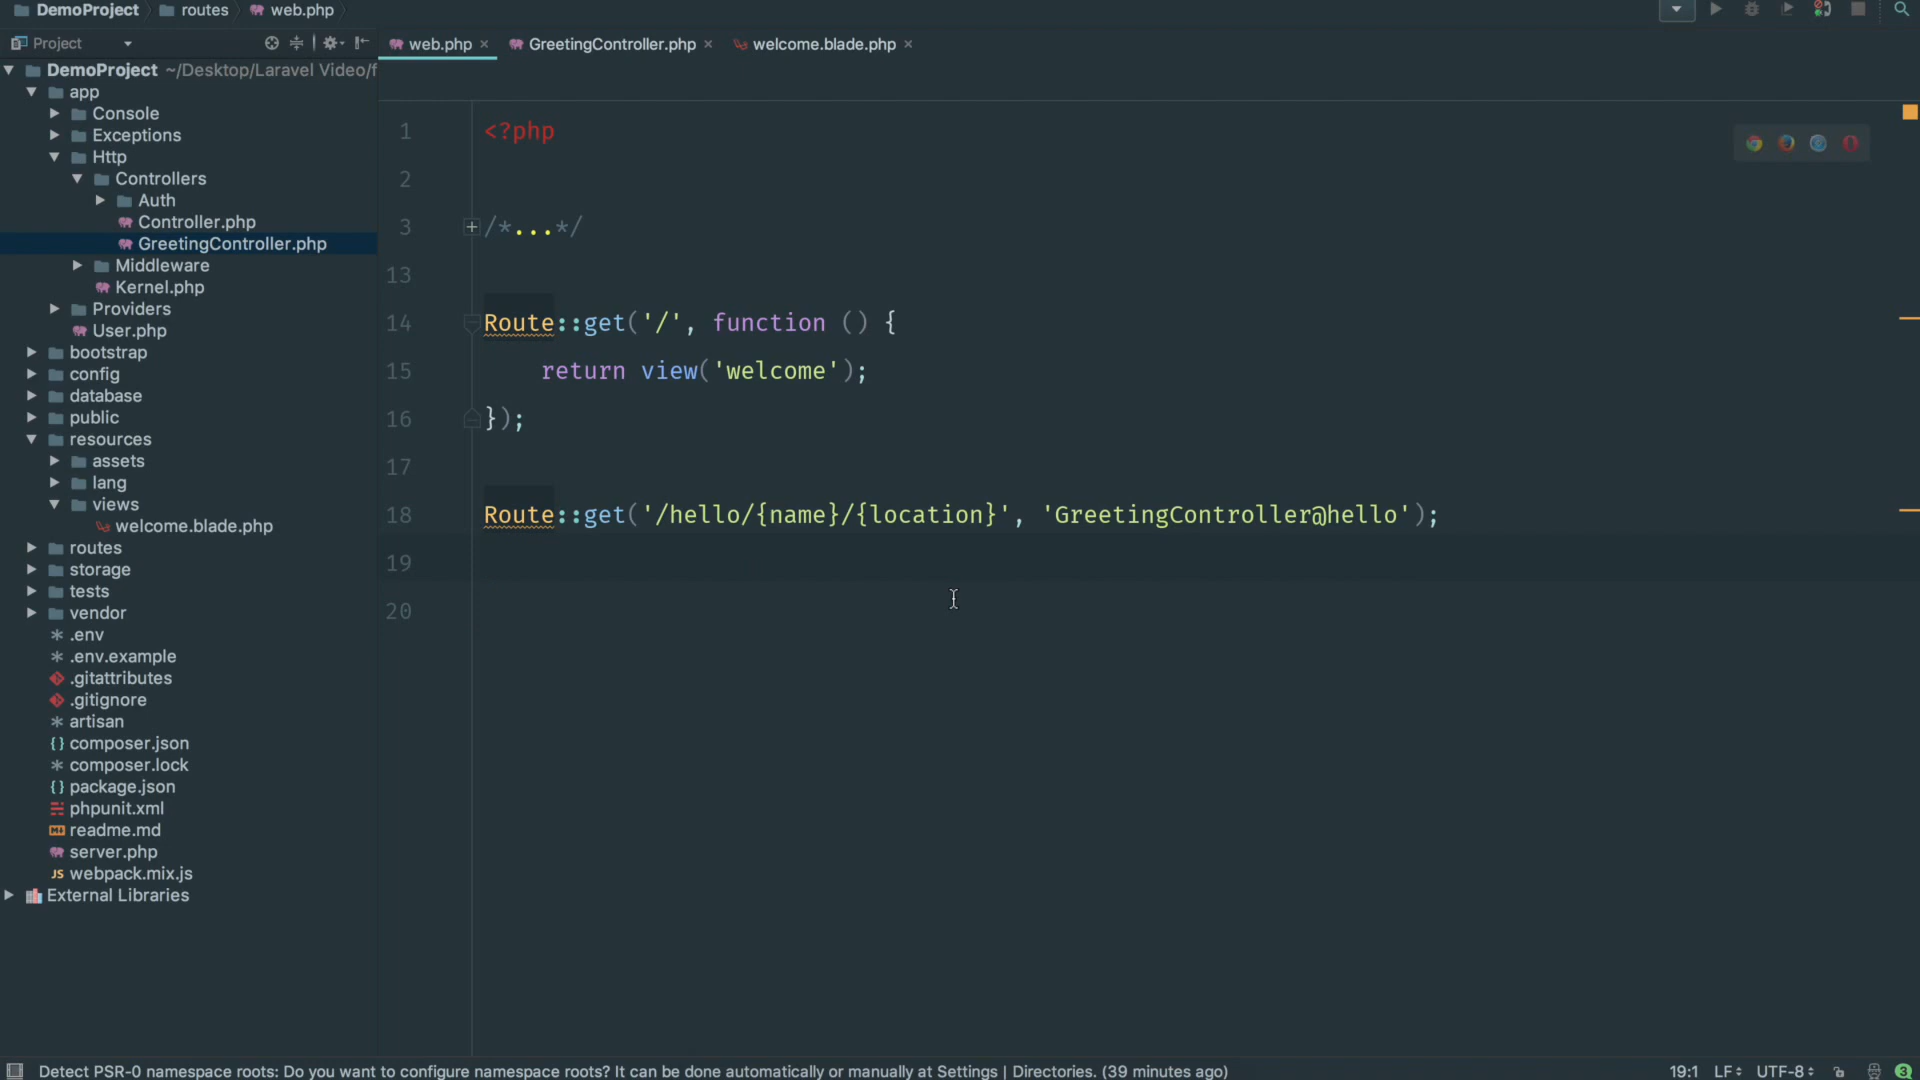 DemoProject routes web.php
Project
web.php GreetingController.php welcome.blade.php
DemoProject ~/Desktop/Laravel Video/f
app
Console
Exceptions
Http
Controllers
Auth
Controller.php
GreetingController.php
Middleware
Kernel.php
Providers
User.php
bootstrap
config
database
public
resources
assets
lang
views
welcome.blade.php
routes
storage
tests
vendor
.env
.env.example
.gitattributes
.gitignore
artisan
composer.json
composer.lock
package.json
phpunit.xml
readme.md
server.php
JS webpack.mix.js
External Libraries
1 <?php
2
3 /*...*/
13
14 Route::get('/', function () {
15 return view('welcome');
16 });
17
18 Route::get('/hello/{name}/{location}', 'GreetingController@hello');
19
20
Detect PSR-0 namespace roots: Do you want to configure namespace roots? It can be done automatically or manually at Settings | Directories. (39 minutes ago) 19:1 LF UTF-8 3